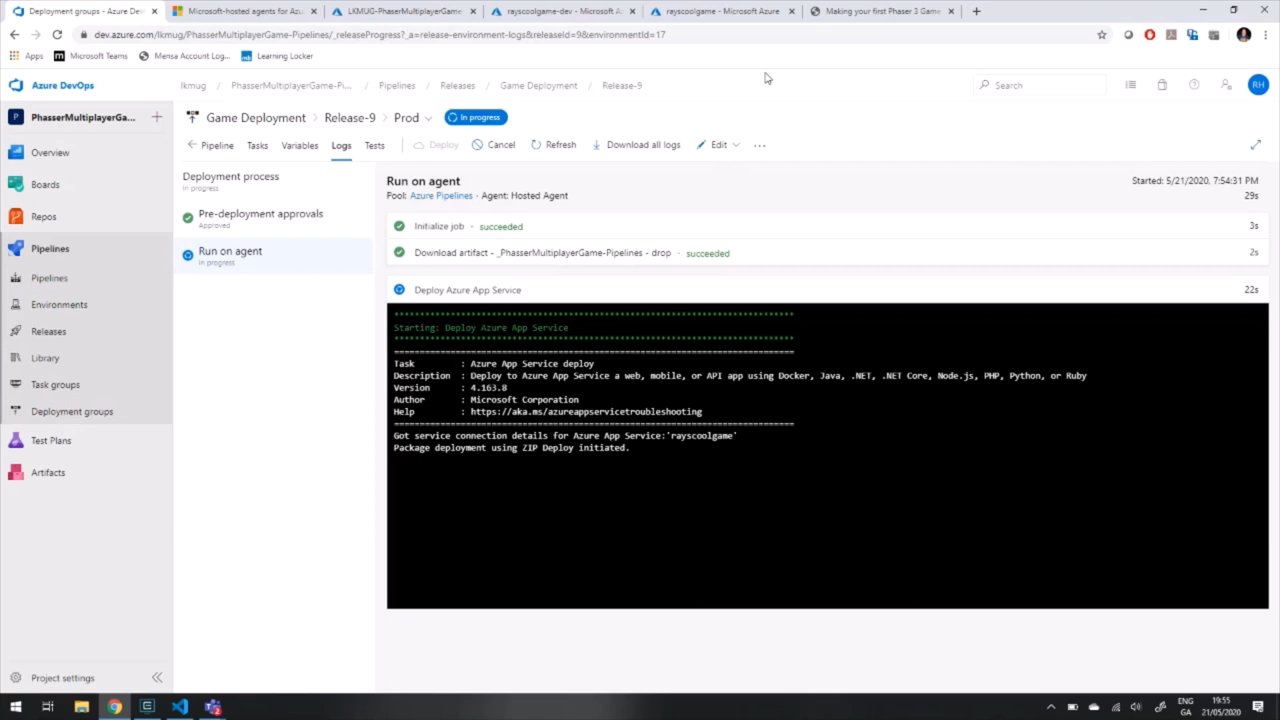 Deployment groups - Azure Dev
Microsoft-hosted agents for Azu
LKMUG-PhaserMultiplayerGame-
rayscoolgame-dev - Microsoft A
rayscoolgame - Microsoft Azure
Making your first Phaser 3 Game
dev.azure.com/lkmug/PhasserMultiplayerGame-Pipelines/_releaseProgress?_a=release-environment-logs&releaseId=9&environmentId=17
Apps
Microsoft Teams
Mensa Account Log...
Learning Locker
Azure DevOps
lkmug / PhasserMultiplayerGame-Pi... / Pipelines / Releases / Game Deployment / Release-9
Search
RH
P PhasserMultiplayerGa...
Overview
Boards
Repos
Pipelines
Pipelines
Environments
Releases
Library
Task groups
Deployment groups
Test Plans
Artifacts
Project settings
Game Deployment > Release-9 > Prod
In progress
Pipeline Tasks Variables Logs Tests
Deploy Cancel Refresh Download all logs Edit ...
Deployment process
In progress
Pre-deployment approvals
Approved
Run on agent
In progress
Run on agent
Pool: Azure Pipelines · Agent: Hosted Agent
Started: 5/21/2020, 7:54:31 PM
29s
Initialize job · succeeded 3s
Download artifact - _PhasserMultiplayerGame-Pipelines - drop · succeeded 2s
Deploy Azure App Service 22s
******************************************************************************
Starting: Deploy Azure App Service
******************************************************************************
==============================================================================
Task : Azure App Service deploy
Description : Deploy to Azure App Service a web, mobile, or API app using Docker, Java, .NET, .NET Core, Node.js, PHP, Python, or Ruby
Version : 4.163.8
Author : Microsoft Corporation
Help : https://aka.ms/azureappservicetroubleshooting
==============================================================================
Got service connection details for Azure App Service:'rayscoolgame'
Package deployment using ZIP Deploy initiated.
ENG
GA
19:55
21/05/2020